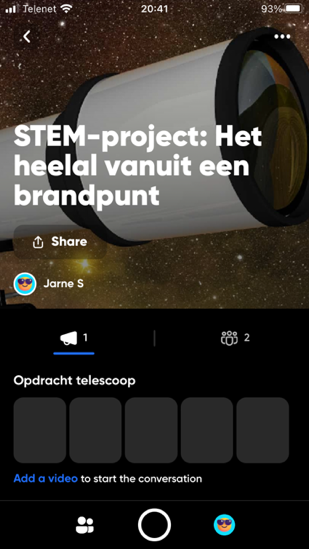 Telenet 20:41 93%
STEM-project: Het
heelal vanuit een
brandpunt
Share
Jarne S
1 2
Opdracht telescoop
Add a video to start the conversation